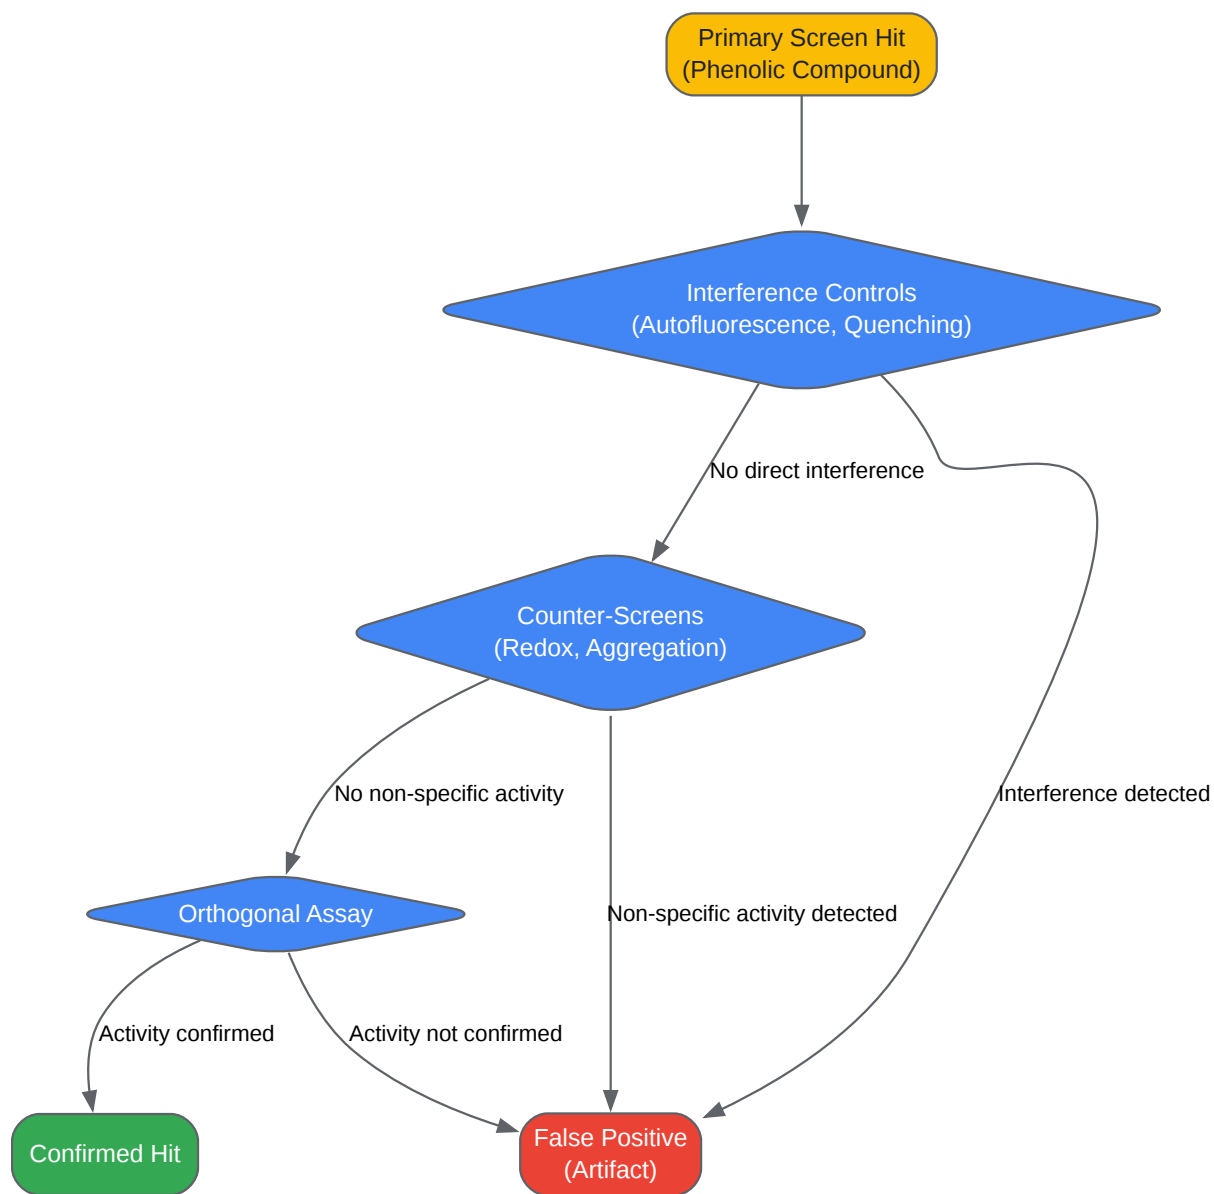 Primary Screen Hit
(Phenolic Compound)
Interference Controls
(Autofluorescence, Quenching)
No direct interference
Counter-Screens
(Redox, Aggregation)
No non-specific activity
Interference detected
Orthogonal Assay
Non-specific activity detected
Activity confirmed
Activity not confirmed
Confirmed Hit
False Positive
(Artifact)